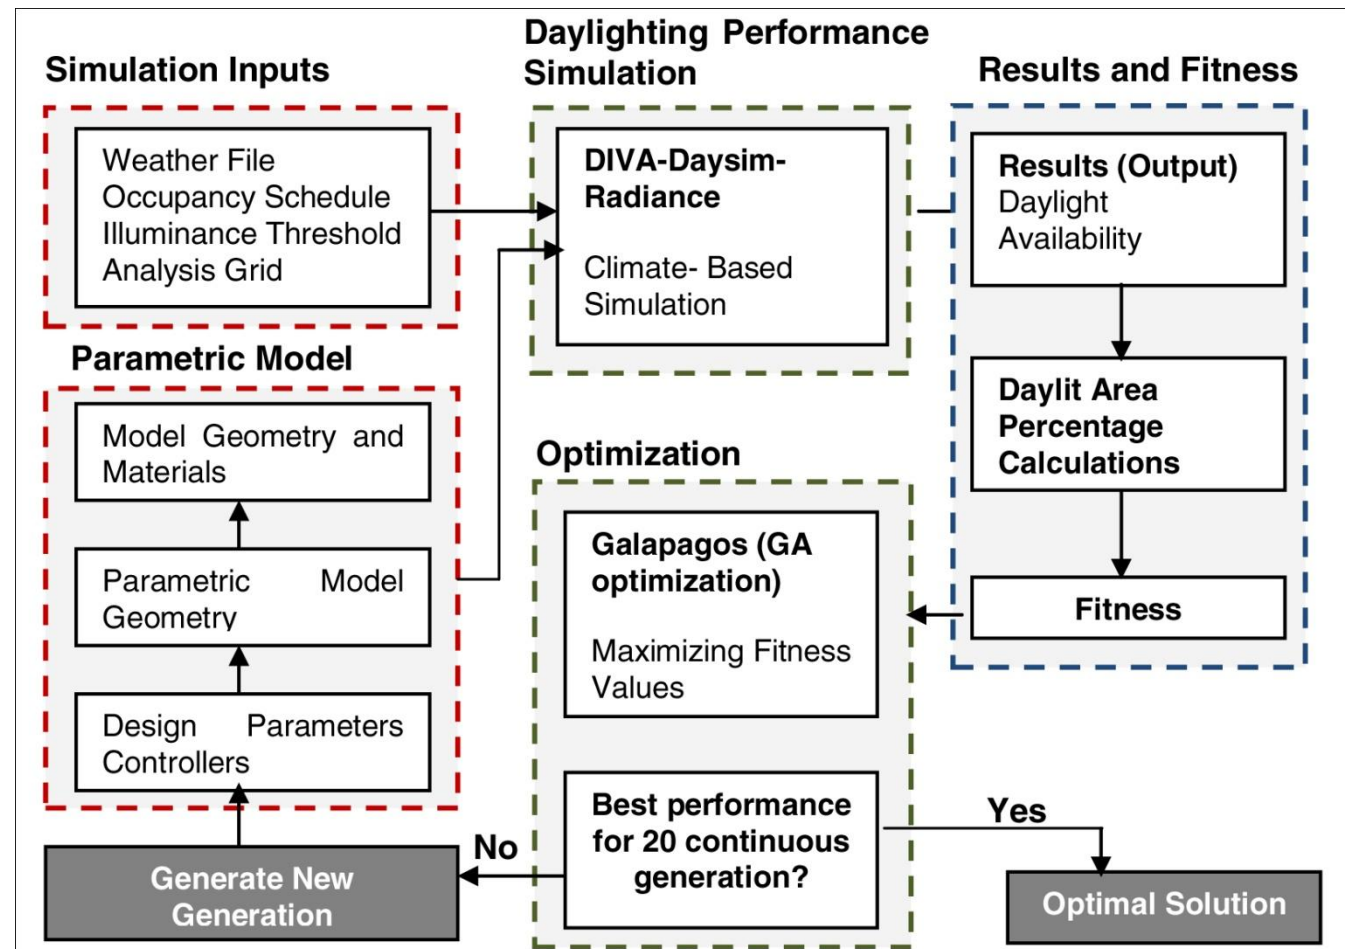 Simulation Inputs
Weather File
Occupancy Schedule
Illuminance Threshold
Analysis Grid
Parametric Model
Model Geometry and
Materials
Parametric Model
Geometry
Design Parameters
Controllers
Generate New
Generation
Daylighting Performance
Simulation
DIVA-Daysim-
Radiance
Climate- Based
Simulation
Optimization
Galapagos (GA
optimization)
Maximizing Fitness
Values
Best performance
for 20 continuous
generation?
No
Yes
Results and Fitness
Results (Output)
Daylight
Availability
Daylit Area
Percentage
Calculations
Fitness
Optimal Solution